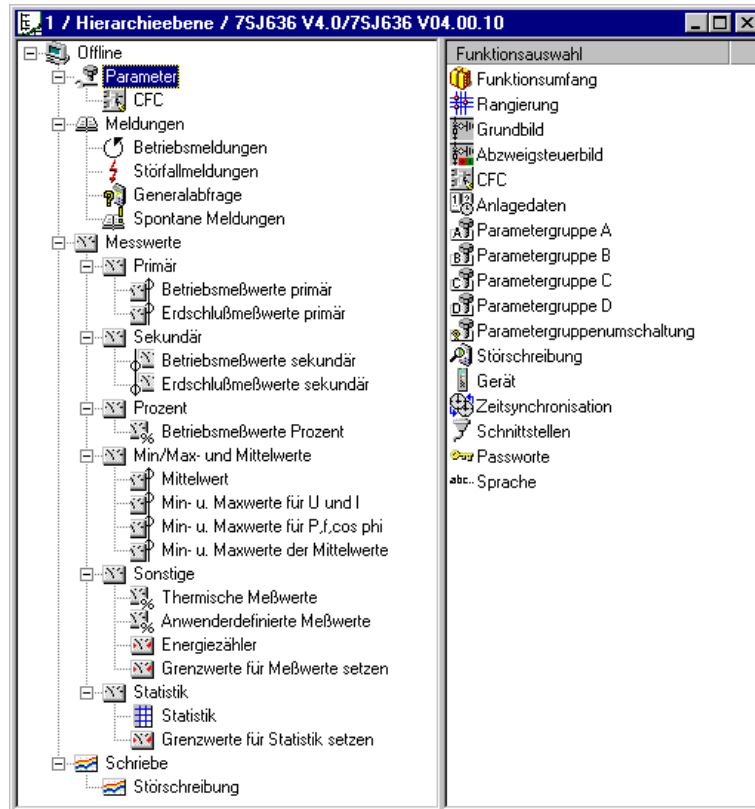 1 / Hierarchieebene / 7SJ636 V4.0/7SJ636 V04.00.10
Offline
Parameter
CFC
Meldungen
Betriebsmeldungen
Störfallmeldungen
Generalabfrage
Spontane Meldungen
Messwerte
Primär
Betriebsmeßwerte primär
Erdschlußmeßwerte primär
Sekundär
Betriebsmeßwerte sekundär
Erdschlußmeßwerte sekundär
Prozent
Betriebsmeßwerte Prozent
Min/Max- und Mittelwerte
Mittelwert
Min- u. Maxwerte für U und I
Min- u. Maxwerte für P,f,cos phi
Min- u. Maxwerte der Mittelwerte
Sonstige
Thermische Meßwerte
Anwenderdefinierte Meßwerte
Energiezähler
Grenzwerte für Meßwerte setzen
Statistik
Statistik
Grenzwerte für Statistik setzen
Schriebe
Störschreibung
Funktionsauswahl
Funktionsumfang
Rangierung
Grundbild
Abzweigsteuerbild
CFC
Anlagedaten
A Parametergruppe A
B Parametergruppe B
C Parametergruppe C
D Parametergruppe D
Parametergruppenumschaltung
Störschreibung
Gerät
Zeitsynchronisation
Schnittstellen
Passworte
abc.. Sprache